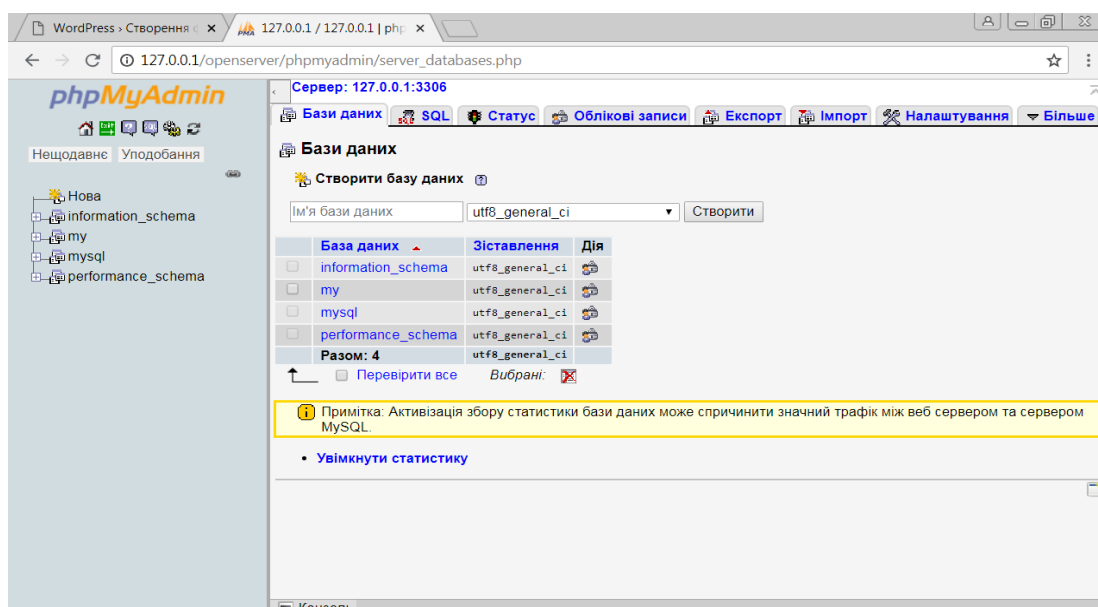 WordPress › Створення
127.0.0.1 / 127.0.0.1 | php
127.0.0.1/openserver/phpmyadmin/server_databases.php
phpMyAdmin
Нещодавнє Уподобання
Нова
information_schema
my
mysql
performance_schema
Сервер: 127.0.0.1:3306
Бази даних SQL Статус Облікові записи Експорт Імпорт Налаштування Більше
Бази даних
Створити базу даних
Ім'я бази даних utf8_general_ci Створити
База даних Зіставлення Дія
information_schema utf8_general_ci
my utf8_general_ci
mysql utf8_general_ci
performance_schema utf8_general_ci
Разом: 4 utf8_general_ci
Перевірити все Вибрані:
Примітка: Активізація збору статистики бази даних може спричинити значний трафік між веб сервером та сервером
MySQL.
• Увімкнути статистику
Консоль